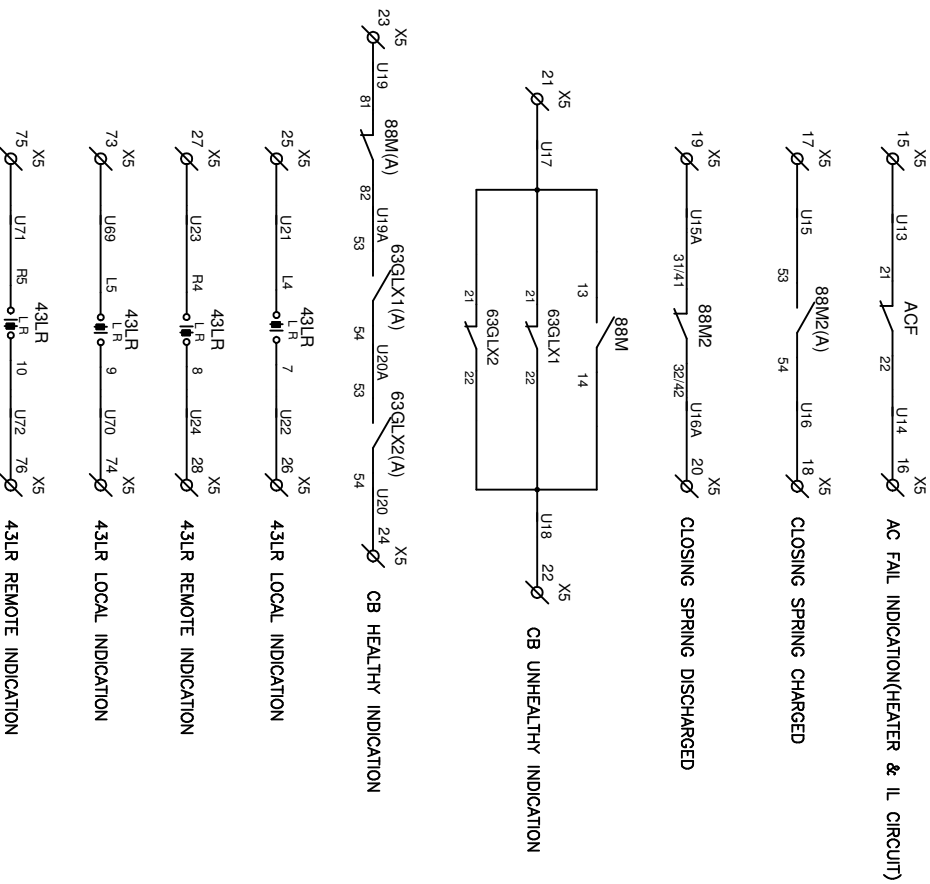 15 X5 U13 21 ACF 22 U14 16 X5 AC FAIL INDICATION(HEATER & IL CIRCUIT)
17 X5 U15 53 88M2(A) 54 U16 18 X5 CLOSING SPRING CHARGED
19 X5 U15A 31/41 88M2 32/42 U16A 20 X5 CLOSING SPRING DISCHARGED
13 88M 14
21 X5 U17 21 63GLX1 22 U18 22 X5 CB UNHEALTHY INDICATION
21 63GLX2 22
23 X5 U19 81 88M(A) 82 U19A 53 63GLX1(A) 54 U20A 53 63GLX2(A) 54 U20 24 X5 CB HEALTHY INDICATION
25 X5 U21 L4 43LR L R 7 U22 26 X5 43LR LOCAL INDICATION
27 X5 U23 R4 43LR L R 8 U24 28 X5 43LR REMOTE INDICATION
73 X5 U69 L5 43LR L R 9 U70 74 X5 43LR LOCAL INDICATION
75 X5 U71 R5 43LR L R 10 U72 76 X5 43LR REMOTE INDICATION